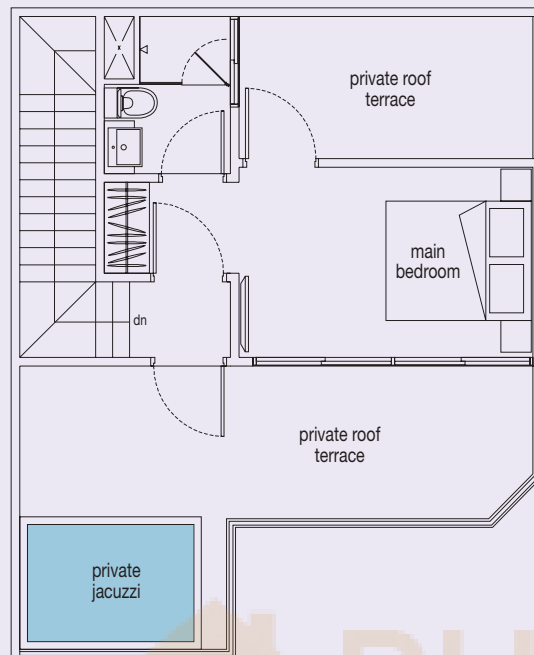 private roof
terrace
main
bedroom
dn
private roof
terrace
private
jacuzzi